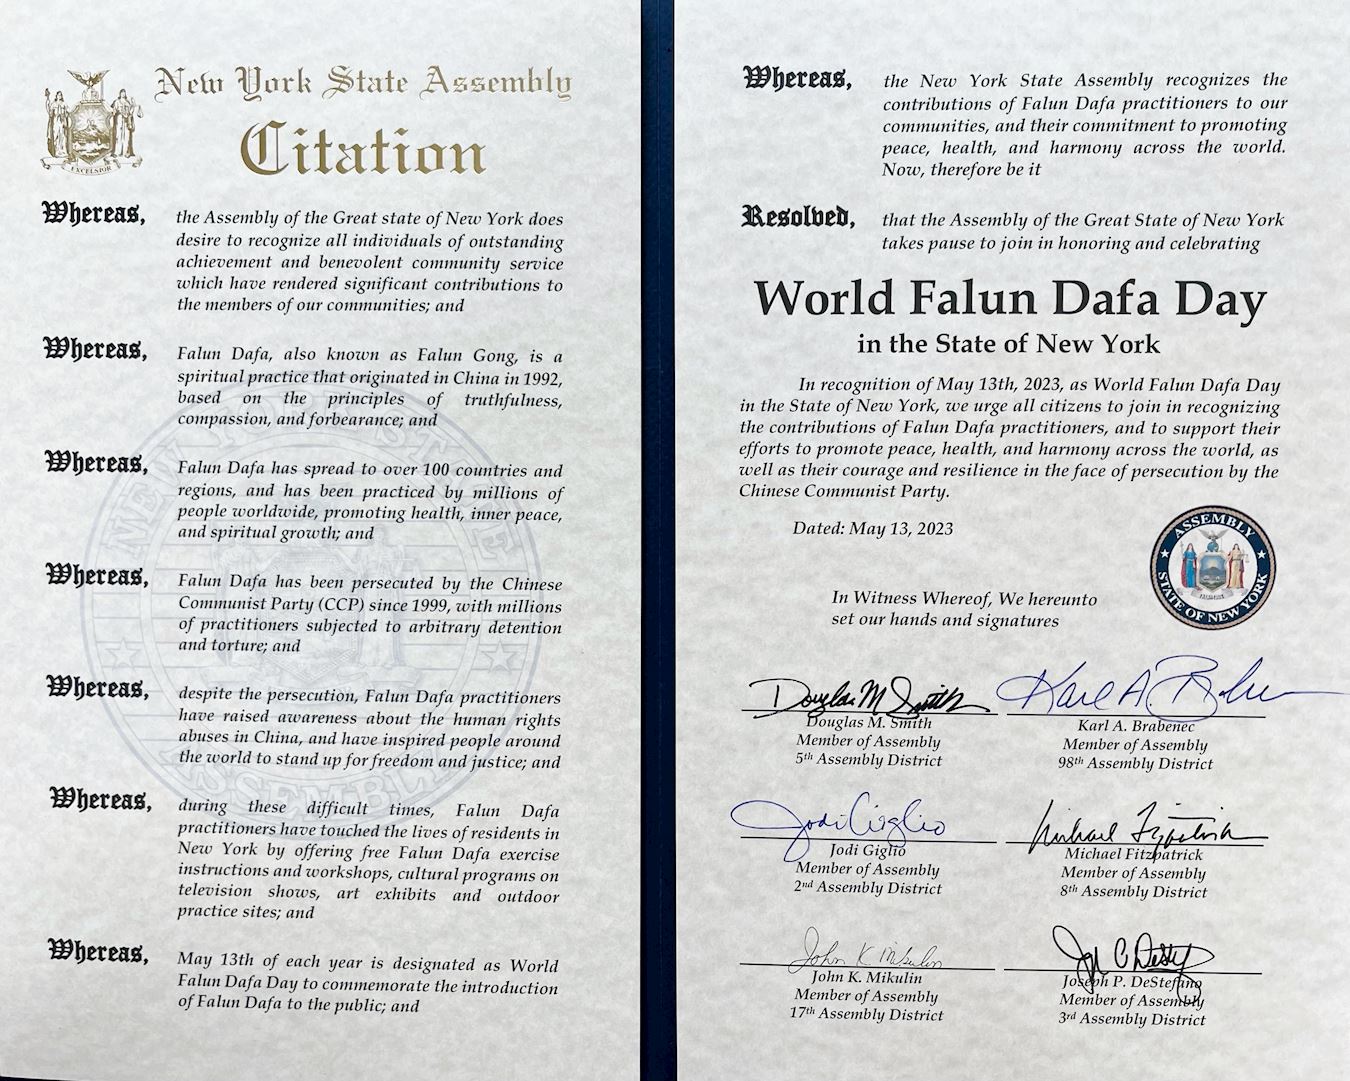 New York State Assembly
Citation
EXCELSIOR
Whereas,
the Assembly of the Great state of New York does
desire to recognize all individuals of outstanding
achievement and benevolent community service
which have rendered significant contributions to
the members of our communities; and
Whereas,
Falun Dafa, also known as Falun Gong, is a
spiritual practice that originated in China in 1992,
based on the principles of truthfulness,
compassion, and forbearance; and
Whereas,
Falun Dafa has spread to over 100 countries and
regions, and has been practiced by millions of
people worldwide, promoting health, inner peace,
and spiritual growth; and
Whereas,
Falun Dafa has been persecuted by the Chinese
Communist Party (CCP) since 1999, with millions
of practitioners subjected to arbitrary detention
and torture; and
Whereas,
despite the persecution, Falun Dafa practitioners
have raised awareness about the human rights
abuses in China, and have inspired people around
the world to stand up for freedom and justice; and
Whereas,
during these difficult times, Falun Dafa
practitioners have touched the lives of residents in
New York by offering free Falun Dafa exercise
instructions and workshops, cultural programs on
television shows, art exhibits and outdoor
practice sites; and
Whereas,
May 13th of each year is designated as World
Falun Dafa Day to commemorate the introduction
of Falun Dafa to the public; and
NEW YORK STATE
ASSEMBLY
Whereas,
the New York State Assembly recognizes the
contributions of Falun Dafa practitioners to our
communities, and their commitment to promoting
peace, health, and harmony across the world.
Now, therefore be it
Resolved,
that the Assembly of the Great State of New York
takes pause to join in honoring and celebrating
World Falun Dafa Day
in the State of New York
In recognition of May 13th, 2023, as World Falun Dafa Day
in the State of New York, we urge all citizens to join in recognizing
the contributions of Falun Dafa practitioners, and to support their
efforts to promote peace, health, and harmony across the world, as
well as their courage and resilience in the face of persecution by the
Chinese Communist Party.
Dated: May 13, 2023
ASSEMBLY
STATE OF NEW YORK
In Witness Whereof, We hereunto
set our hands and signatures
Douglas M Smith
Douglas M. Smith
Member of Assembly
5th Assembly District
Karl A. Brabenec
Member of Assembly
98th Assembly District
Jodi Giglio
Jodi Giglio
Member of Assembly
2nd Assembly District
Michael Fitzpatrick
Michael Fitzpatrick
Member of Assembly
8th Assembly District
John K Mikulin
John K. Mikulin
Member of Assembly
17th Assembly District
Joseph P. DeStefano
Member of Assembly
3rd Assembly District